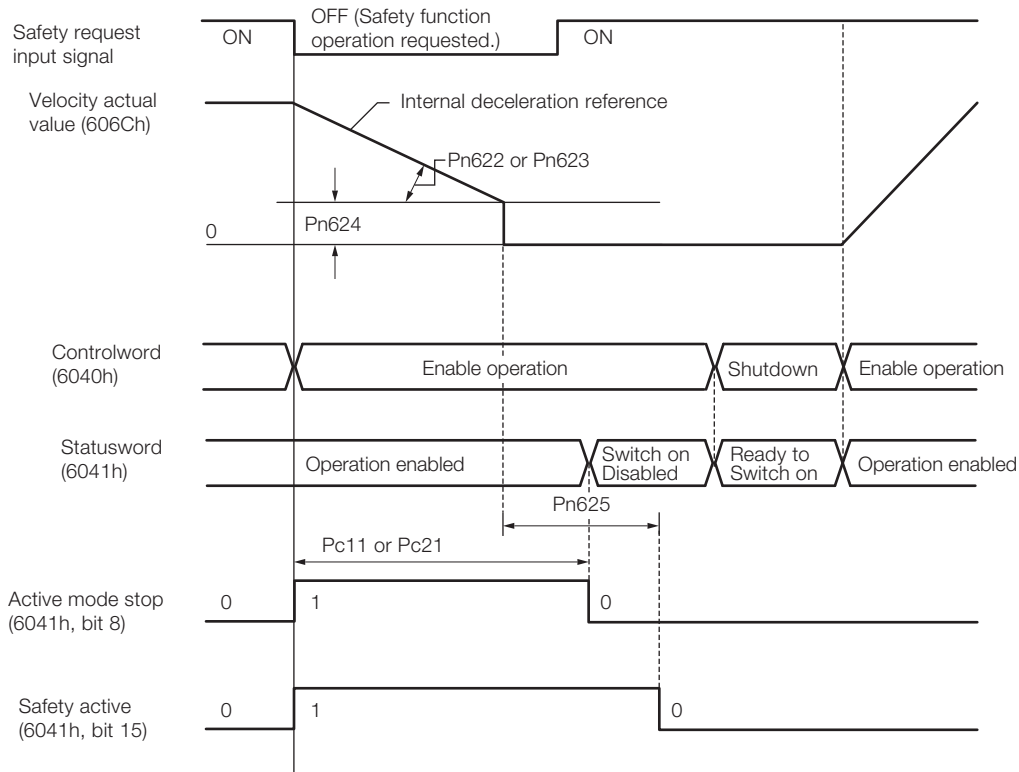 Safety request
input signal
ON
OFF (Safety function
operation requested.)
ON
Velocity actual
value (606Ch)
Internal deceleration reference
Pn622 or Pn623
Pn624
0
Controlword
(6040h)
Enable operation
Shutdown
Enable operation
Statusword
(6041h)
Operation enabled
Switch on
Disabled
Ready to
Switch on
Operation enabled
Pn625
Pc11 or Pc21
Active mode stop
(6041h, bit 8)
0
1
0
Safety active
(6041h, bit 15)
0
1
0